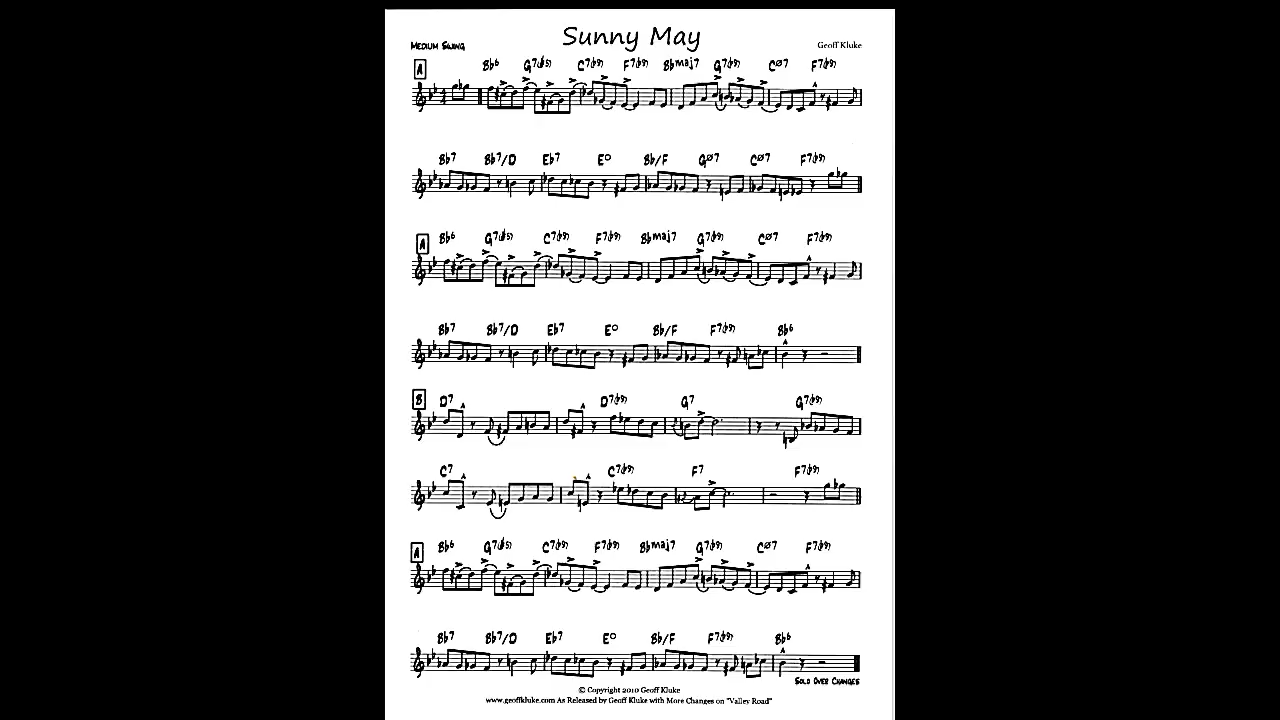 Sunny May
MEDIUM SWING
Geoff Kluke
A
Bb6 G7(b9) C7(b9) F7(b9) Bbmaj7 G7(b9) Cø7 F7(b9)
Bb7 Bb7/D Eb7 E° Bb/F Gø7 Cø7 F7(b9)
A
Bb6 G7(b9) C7(b9) F7(b9) Bbmaj7 G7(b9) Cø7 F7(b9)
Bb7 Bb7/D Eb7 E° Bb/F F7(b9) Bb6
B
D7 D7(b9) G7 G7(b9)
C7 C7(b9) F7 F7(b9)
A
Bb6 G7(b9) C7(b9) F7(b9) Bbmaj7 G7(b9) Cø7 F7(b9)
Bb7 Bb7/D Eb7 E° Bb/F F7(b9) Bb6
SOLO OVER CHANGES
© Copyright 2010 Geoff Kluke
www.geoffkluke.com As Released by Geoff Kluke with More Changes on "Valley Road"